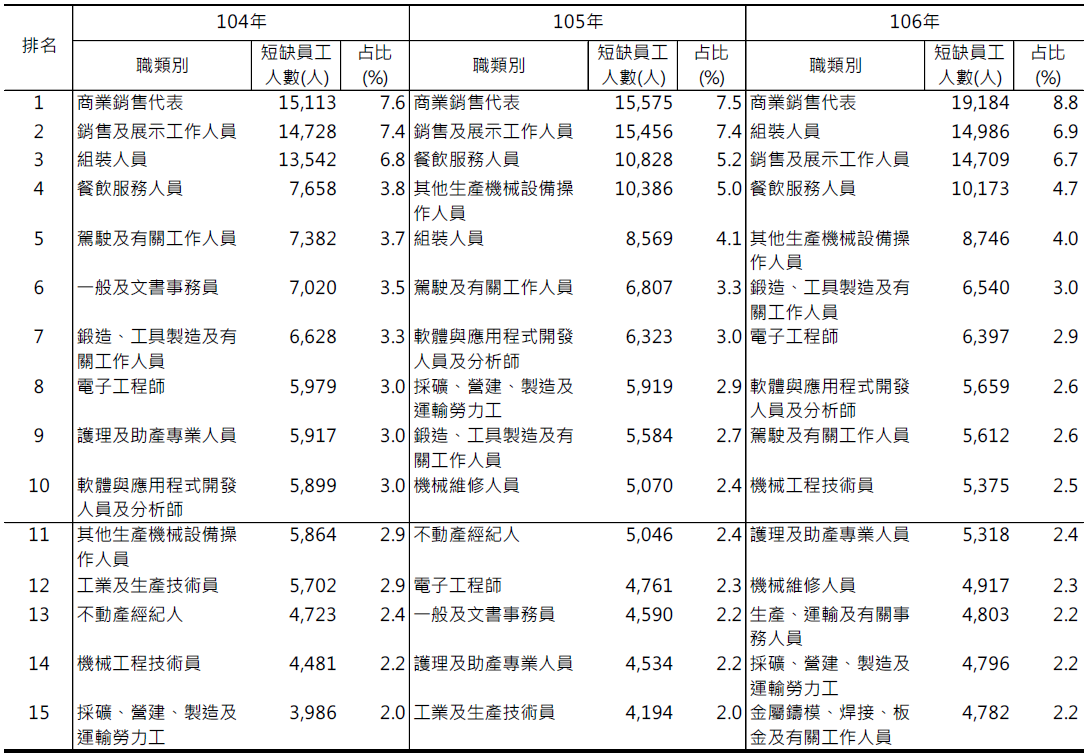 排名 104年 105年 106年
職類別 短缺員工人數(人) 占比(%) 職類別 短缺員工人數(人) 占比(%) 職類別 短缺員工人數(人) 占比(%)
1 商業銷售代表 15,113 7.6 商業銷售代表 15,575 7.5 商業銷售代表 19,184 8.8
2 銷售及展示工作人員 14,728 7.4 銷售及展示工作人員 15,456 7.4 組裝人員 14,986 6.9
3 組裝人員 13,542 6.8 餐飲服務人員 10,828 5.2 銷售及展示工作人員 14,709 6.7
4 餐飲服務人員 7,658 3.8 其他生產機械設備操作人員 10,386 5.0 餐飲服務人員 10,173 4.7
5 駕駛及有關工作人員 7,382 3.7 組裝人員 8,569 4.1 其他生產機械設備操作人員 8,746 4.0
6 一般及文書事務員 7,020 3.5 駕駛及有關工作人員 6,807 3.3 鍛造、工具製造及有關工作人員 6,540 3.0
7 鍛造、工具製造及有關工作人員 6,628 3.3 軟體與應用程式開發人員及分析師 6,323 3.0 電子工程師 6,397 2.9
8 電子工程師 5,979 3.0 採礦、營建、製造及運輸勞力工 5,919 2.9 軟體與應用程式開發人員及分析師 5,659 2.6
9 護理及助產專業人員 5,917 3.0 鍛造、工具製造及有關工作人員 5,584 2.7 駕駛及有關工作人員 5,612 2.6
10 軟體與應用程式開發人員及分析師 5,899 3.0 機械維修人員 5,070 2.4 機械工程技術員 5,375 2.5
11 其他生產機械設備操作人員 5,864 2.9 不動產經紀人 5,046 2.4 護理及助產專業人員 5,318 2.4
12 工業及生產技術員 5,702 2.9 電子工程師 4,761 2.3 機械維修人員 4,917 2.3
13 不動產經紀人 4,723 2.4 一般及文書事務員 4,590 2.2 生產、運輸及有關事務人員 4,803 2.2
14 機械工程技術員 4,481 2.2 護理及助產專業人員 4,534 2.2 採礦、營建、製造及運輸勞力工 4,796 2.2
15 採礦、營建、製造及運輸勞力工 3,986 2.0 工業及生產技術員 4,194 2.0 金屬鑄模、焊接、板金及有關工作人員 4,782 2.2